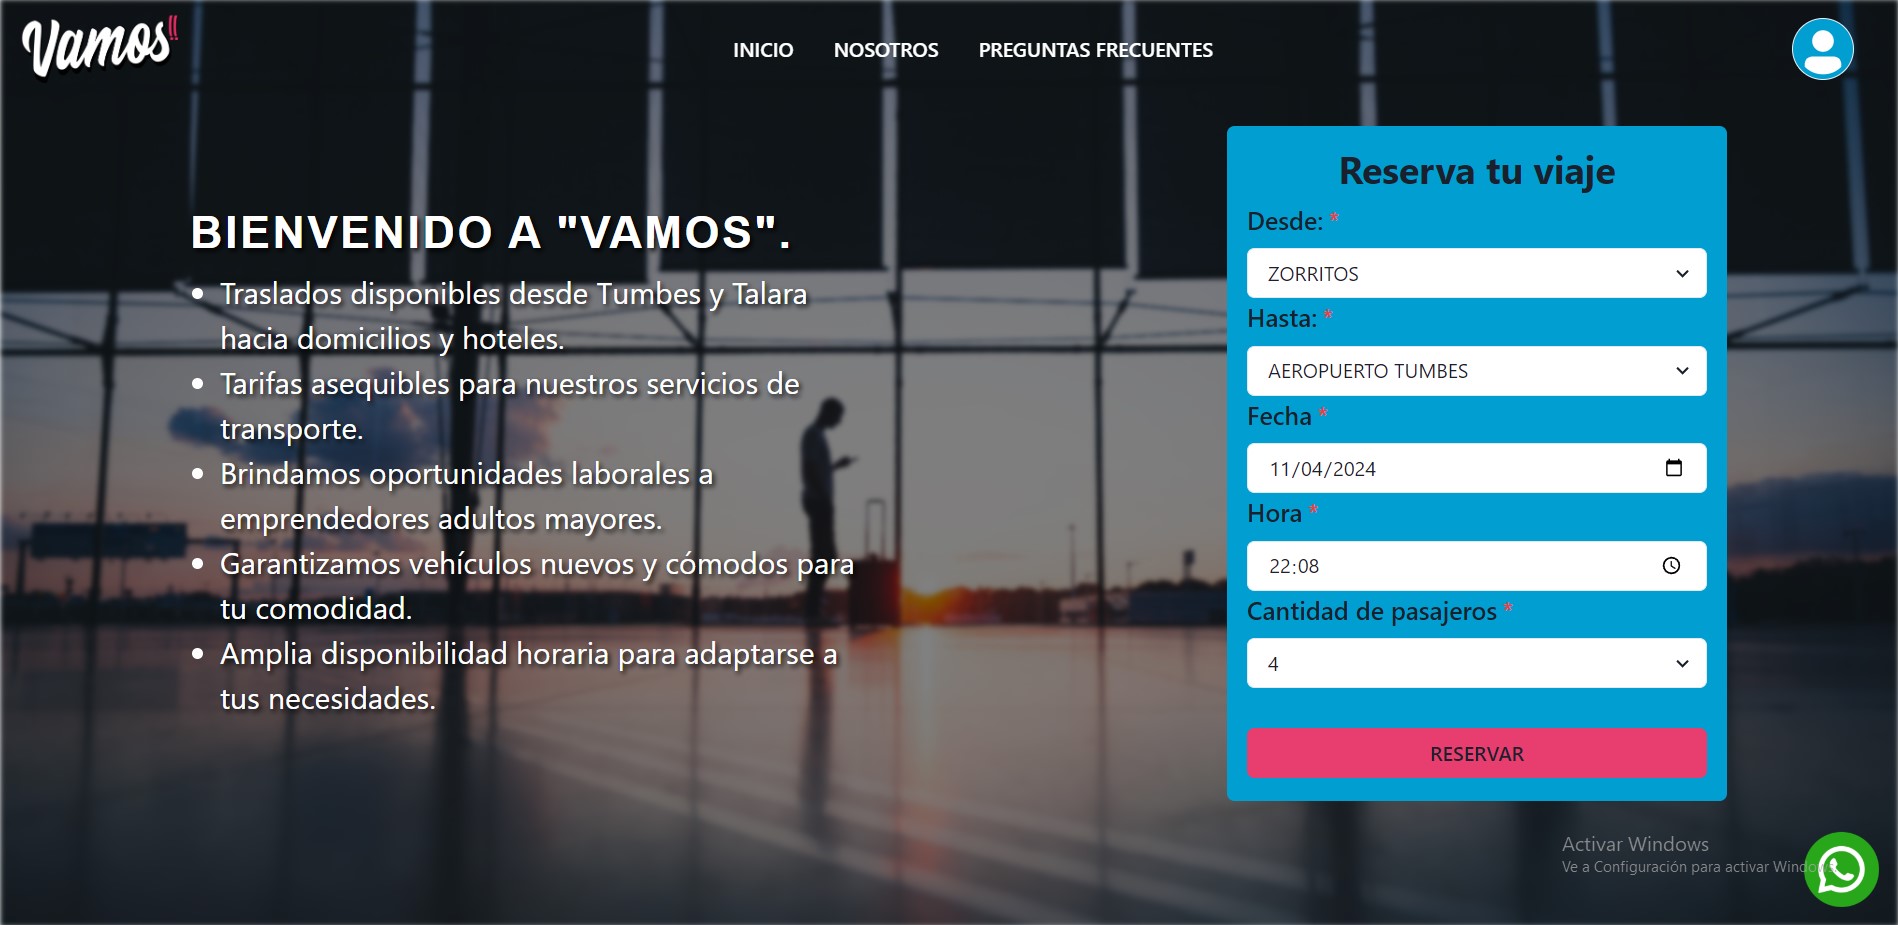 Vamos!!
INICIO
NOSOTROS
PREGUNTAS FRECUENTES
BIENVENIDO A "VAMOS".
Traslados disponibles desde Tumbes y Talara
hacia domicilios y hoteles.
Tarifas asequibles para nuestros servicios de
transporte.
Brindamos oportunidades laborales a
emprendedores adultos mayores.
Garantizamos vehículos nuevos y cómodos para
tu comodidad.
Amplia disponibilidad horaria para adaptarse a
tus necesidades.
Reserva tu viaje
Desde: *
ZORRITOS
Hasta: *
AEROPUERTO TUMBES
Fecha *
11/04/2024
Hora *
22:08
Cantidad de pasajeros *
4
RESERVAR
Activar Windows
Ve a Configuración para activar Windows.